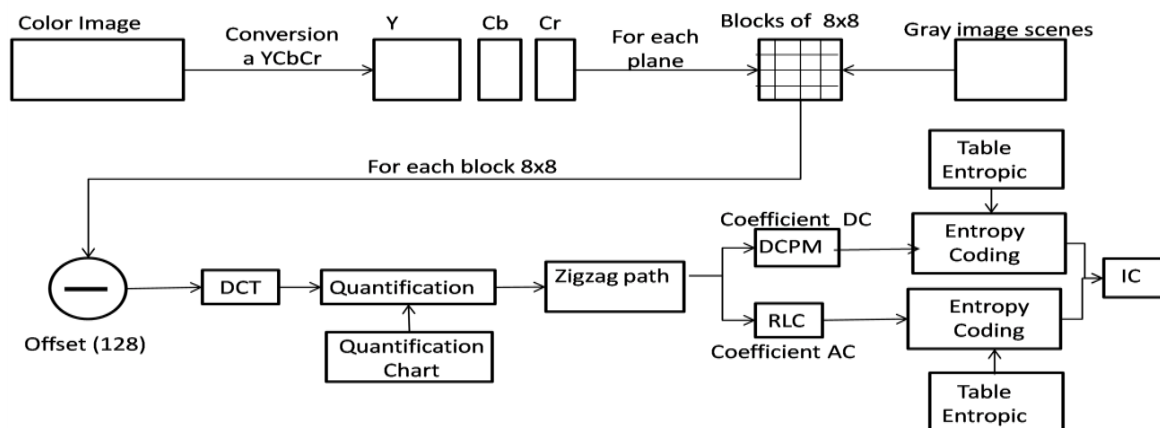 Color Image
Conversion
a YCbCr
Y
Cb
Cr
For each
plane
Blocks of 8x8
Gray image scenes
For each block 8x8
Table
Entropic
Coefficient DC
DCPM
Entropy
Coding
IC
DCT
Quantification
Zigzag path
Offset (128)
Quantification
Chart
RLC
Coefficient AC
Entropy
Coding
Table
Entropic